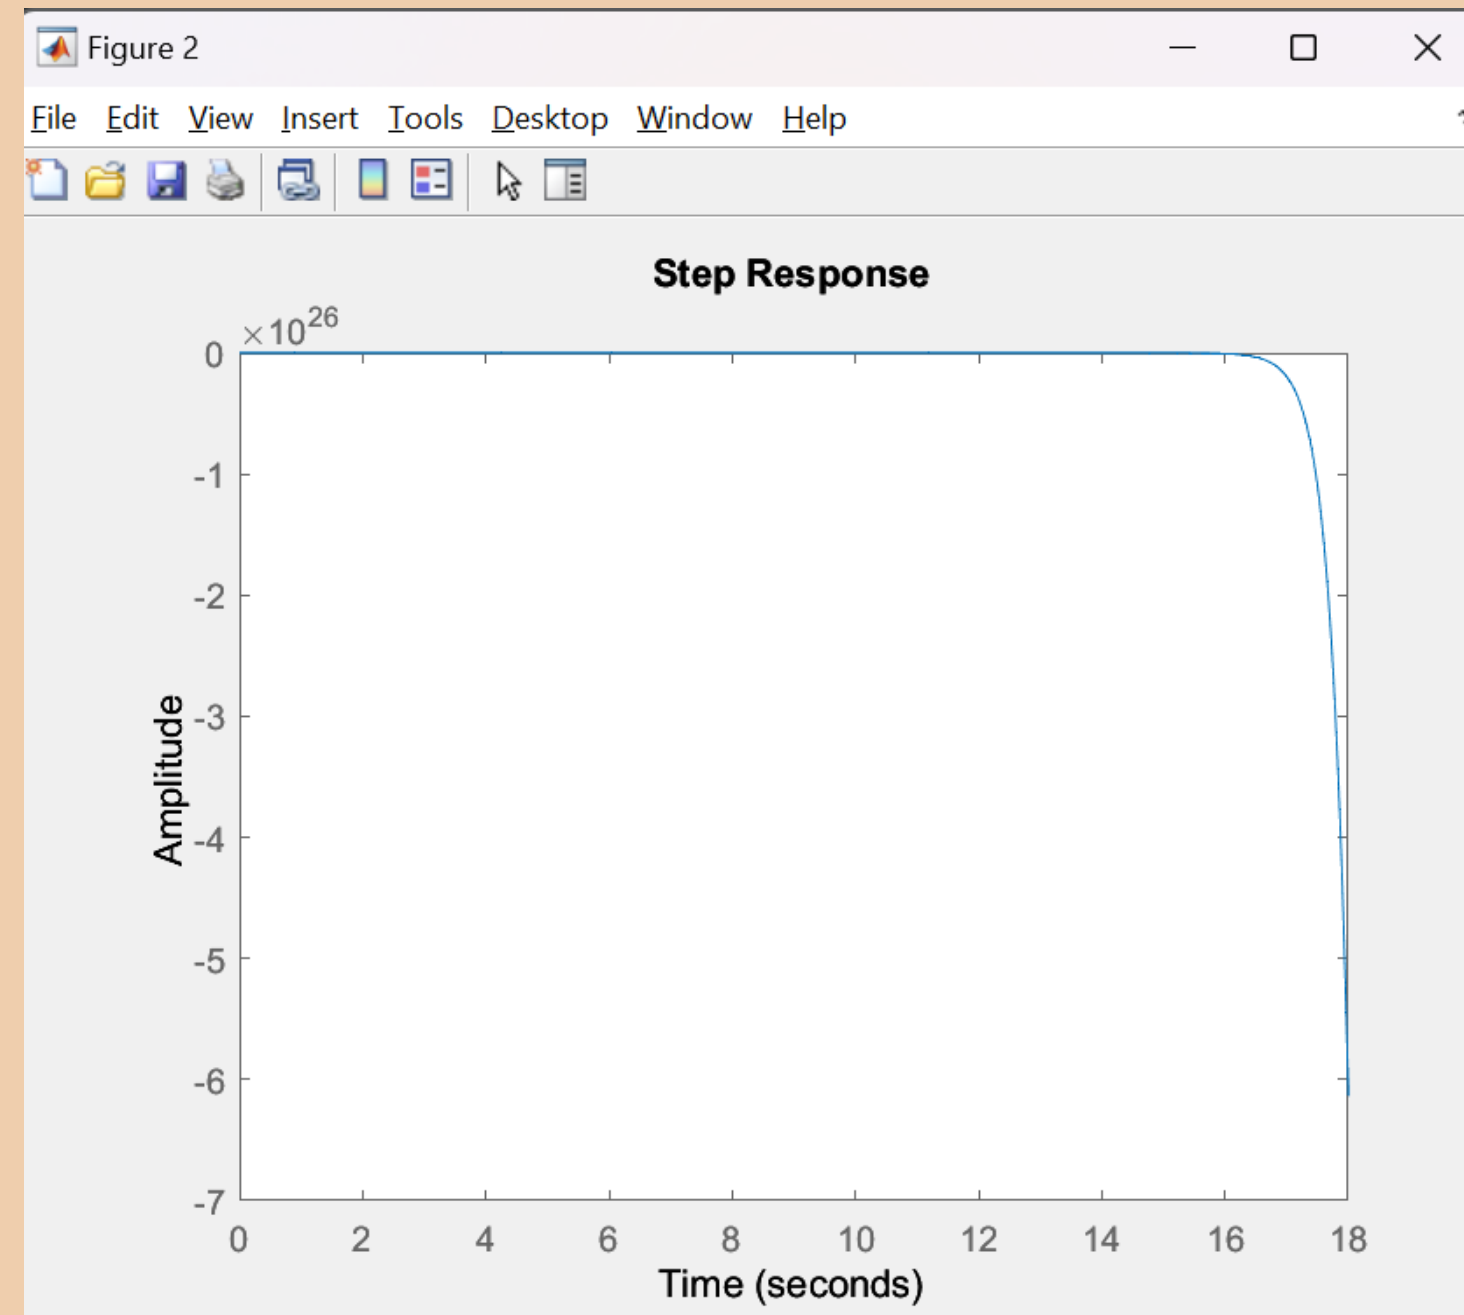 Figure 2
File Edit View Insert Tools Desktop Window Help
Step Response
×10^26
0
-1
-2
-3
-4
-5
-6
-7
Amplitude
0 2 4 6 8 10 12 14 16 18
Time (seconds)